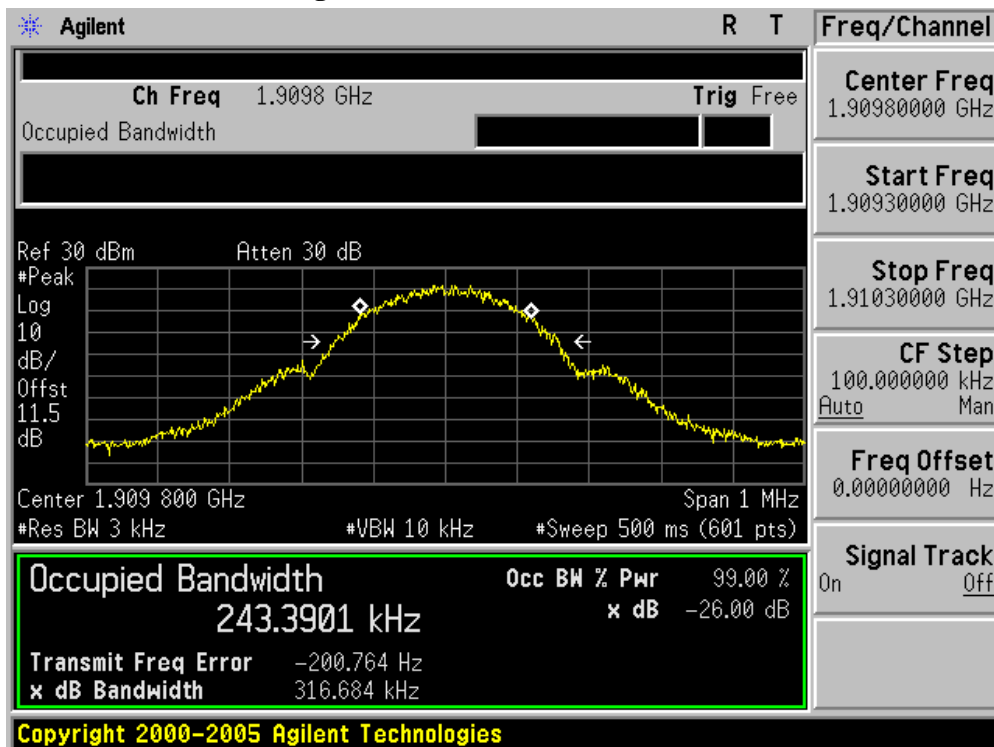 Agilent R T
Ch Freq 1.9098 GHz Trig Free
Occupied Bandwidth
Ref 30 dBm Atten 30 dB
#Peak
Log
10
dB/
Offst
11.5
dB
Center 1.909 800 GHz Span 1 MHz
#Res BW 3 kHz #VBW 10 kHz #Sweep 500 ms (601 pts)
Occupied Bandwidth Occ BW % Pwr 99.00 %
243.3901 kHz x dB -26.00 dB
Transmit Freq Error -200.764 Hz
x dB Bandwidth 316.684 kHz
Copyright 2000-2005 Agilent Technologies
Freq/Channel
Center Freq
1.90980000 GHz
Start Freq
1.90930000 GHz
Stop Freq
1.91030000 GHz
CF Step
100.000000 kHz
Auto Man
Freq Offset
0.00000000 Hz
Signal Track
On Off